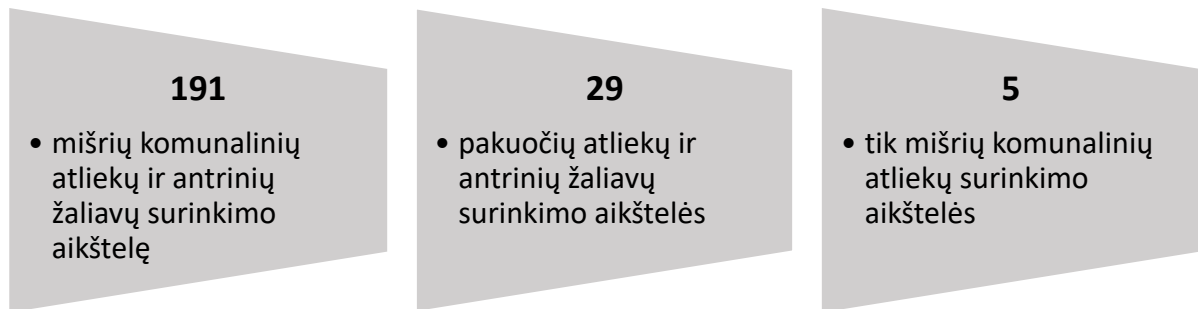 191
• mišrių komunalinių
atliekų ir antrinių
žaliavų surinkimo
aikštelę
29
• pakuočių atliekų ir
antrinių žaliavų
surinkimo aikštelės
5
• tik mišrių komunalinių
atliekų surinkimo
aikštelės